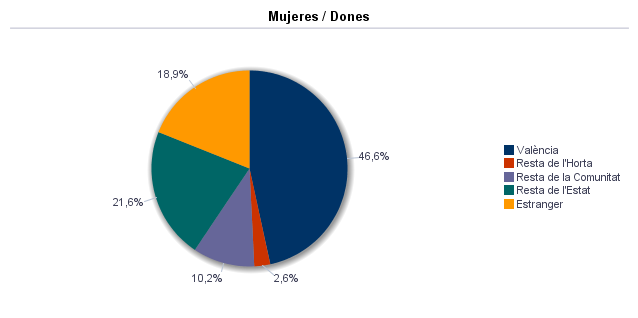 Mujeres / Dones
18,9%
46,6%
21,6%
10,2%
2,6%
València
Resta de l'Horta
Resta de la Comunitat
Resta de l'Estat
Estranger